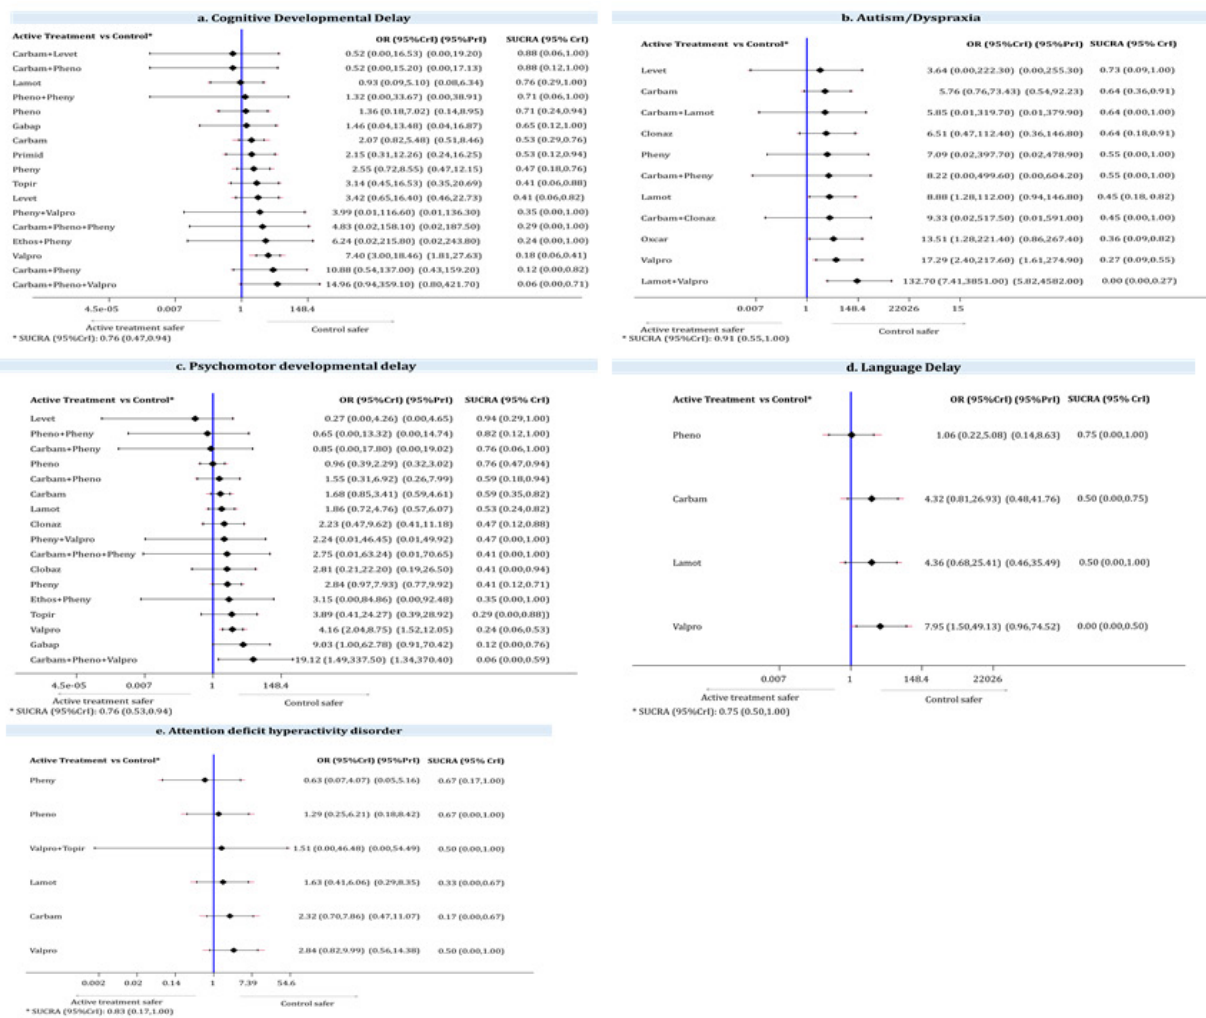 a. Cognitive Developmental Delay
Active Treatment vs Control* OR (95%CrI) (95%PrI) SUCRA (95% CrI)
Carbam+Levet 0.52 (0.00,16.53) (0.00,19.20) 0.88 (0.06,1.00)
Carbam+Pheno 0.52 (0.00,15.20) (0.00,17.13) 0.88 (0.12,1.00)
Lamot 0.93 (0.09,5.10) (0.08,6.34) 0.76 (0.29,1.00)
Pheno+Pheny 1.32 (0.00,33.67) (0.00,38.91) 0.71 (0.06,1.00)
Pheno 1.36 (0.18,7.02) (0.14,8.95) 0.71 (0.24,0.94)
Gabap 1.46 (0.04,13.48) (0.04,16.87) 0.65 (0.12,1.00)
Carbam 2.07 (0.82,5.48) (0.51,8.46) 0.53 (0.29,0.76)
Primid 2.15 (0.31,12.26) (0.24,16.25) 0.53 (0.12,0.94)
Pheny 2.55 (0.72,8.55) (0.47,12.15) 0.47 (0.18,0.76)
Topir 3.14 (0.45,16.53) (0.35,20.69) 0.41 (0.06,0.88)
Levet 3.42 (0.65,16.40) (0.46,22.73) 0.41 (0.06,0.82)
Pheny+Valpro 3.99 (0.01,116.60) (0.01,136.30) 0.35 (0.00,1.00)
Carbam+Pheno+Pheny 4.83 (0.02,158.10) (0.02,187.50) 0.29 (0.00,1.00)
Ethos+Pheny 6.24 (0.02,215.80) (0.02,243.80) 0.24 (0.00,1.00)
Valpro 7.40 (3.00,18.46) (1.81,27.63) 0.18 (0.06,0.41)
Carbam+Pheny 10.88 (0.54,137.00) (0.43,159.20) 0.12 (0.00,0.82)
Carbam+Pheno+Valpro 14.96 (0.94,359.10) (0.80,421.70) 0.06 (0.00,0.71)
4.5e-05 0.007 1 148.4
Active treatment safer Control safer
* SUCRA (95%CrI): 0.76 (0.47,0.94)
b. Autism/Dyspraxia
Active Treatment vs Control* OR (95%CrI) (95%PrI) SUCRA (95% CrI)
Levet 3.64 (0.00,222.30) (0.00,255.30) 0.73 (0.09,1.00)
Carbam 5.76 (0.76,73.43) (0.54,92.23) 0.64 (0.36,0.91)
Carbam+Lamot 5.85 (0.01,319.70) (0.01,379.90) 0.64 (0.00,1.00)
Clonaz 6.51 (0.47,112.40) (0.36,146.80) 0.64 (0.18,0.91)
Pheny 7.09 (0.02,397.70) (0.02,478.90) 0.55 (0.00,1.00)
Carbam+Pheny 8.22 (0.00,499.60) (0.00,604.20) 0.55 (0.00,1.00)
Lamot 8.88 (1.28,112.00) (0.94,146.80) 0.45 (0.18, 0.82)
Carbam+Clonaz 9.33 (0.02,517.50) (0.01,591.00) 0.45 (0.00,1.00)
Oxcar 13.51 (1.28,221.40) (0.86,267.40) 0.36 (0.09,0.82)
Valpro 17.29 (2.40,217.60) (1.61,274.90) 0.27 (0.09,0.55)
Lamot+Valpro 132.70 (7.41,3851.00) (5.82,4582.00) 0.00 (0.00,0.27)
0.007 1 148.4 22026 15
Active treatment safer Control safer
* SUCRA (95%CrI): 0.91 (0.55,1.00)
c. Psychomotor developmental delay
Active Treatment vs Control* OR (95%CrI) (95%PrI) SUCRA (95% CrI)
Levet 0.27 (0.00,4.26) (0.00,4.65) 0.94 (0.29,1.00)
Pheno+Pheny 0.65 (0.00,13.32) (0.00,14.74) 0.82 (0.12,1.00)
Carbam+Pheny 0.85 (0.00,17.80) (0.00,19.02) 0.76 (0.06,1.00)
Pheno 0.96 (0.39,2.29) (0.32,3.02) 0.76 (0.47,0.94)
Carbam+Pheno 1.55 (0.31,6.92) (0.26,7.99) 0.59 (0.18,0.94)
Carbam 1.68 (0.85,3.41) (0.59,4.61) 0.59 (0.35,0.82)
Lamot 1.86 (0.72,4.76) (0.57,6.07) 0.53 (0.24,0.82)
Clonaz 2.23 (0.47,9.62) (0.41,11.18) 0.47 (0.12,0.88)
Pheny+Valpro 2.24 (0.01,46.45) (0.01,49.92) 0.47 (0.00,1.00)
Carbam+Pheno+Pheny 2.75 (0.01,63.24) (0.01,70.65) 0.41 (0.00,1.00)
Clobaz 2.81 (0.21,22.20) (0.19,26.50) 0.41 (0.00,0.94)
Pheny 2.84 (0.97,7.93) (0.77,9.92) 0.41 (0.12,0.71)
Ethos+Pheny 3.15 (0.00,84.86) (0.00,92.48) 0.35 (0.00,1.00)
Topir 3.89 (0.41,24.27) (0.39,28.92) 0.29 (0.00,0.88))
Valpro 4.16 (2.04,8.75) (1.52,12.05) 0.24 (0.06,0.53)
Gabap 9.03 (1.00,62.78) (0.91,70.42) 0.12 (0.00,0.76)
Carbam+Pheno+Valpro 19.12 (1.49,337.50) (1.34,370.40) 0.06 (0.00,0.59)
4.5e-05 0.007 1 148.4
Active treatment safer Control safer
* SUCRA (95%CrI): 0.76 (0.53,0.94)
d. Language Delay
Active Treatment vs Control* OR (95%CrI) (95%PrI) SUCRA (95% CrI)
Pheno 1.06 (0.22,5.08) (0.14,8.63) 0.75 (0.00,1.00)
Carbam 4.32 (0.81,26.93) (0.48,41.76) 0.50 (0.00,0.75)
Lamot 4.36 (0.68,25.41) (0.46,35.49) 0.50 (0.00,1.00)
Valpro 7.95 (1.50,49.13) (0.96,74.52) 0.00 (0.00,0.50)
0.007 1 148.4 22026
Active treatment safer Control safer
* SUCRA (95%CrI): 0.75 (0.50,1.00)
e. Attention deficit hyperactivity disorder
Active Treatment vs Control* OR (95%CrI) (95%PrI) SUCRA (95% CrI)
Pheny 0.63 (0.07,4.07) (0.05,5.16) 0.67 (0.17,1.00)
Pheno 1.29 (0.25,6.21) (0.18,8.42) 0.67 (0.00,1.00)
Valpro+Topir 1.51 (0.00,46.48) (0.00,54.49) 0.50 (0.00,1.00)
Lamot 1.63 (0.41,6.06) (0.29,8.35) 0.33 (0.00,0.67)
Carbam 2.32 (0.70,7.86) (0.47,11.07) 0.17 (0.00,0.67)
Valpro 2.84 (0.82,9.99) (0.56,14.38) 0.50 (0.00,1.00)
0.002 0.02 0.14 1 7.39 54.6
Active treatment safer Control safer
* SUCRA (95%CrI): 0.83 (0.17,1.00)